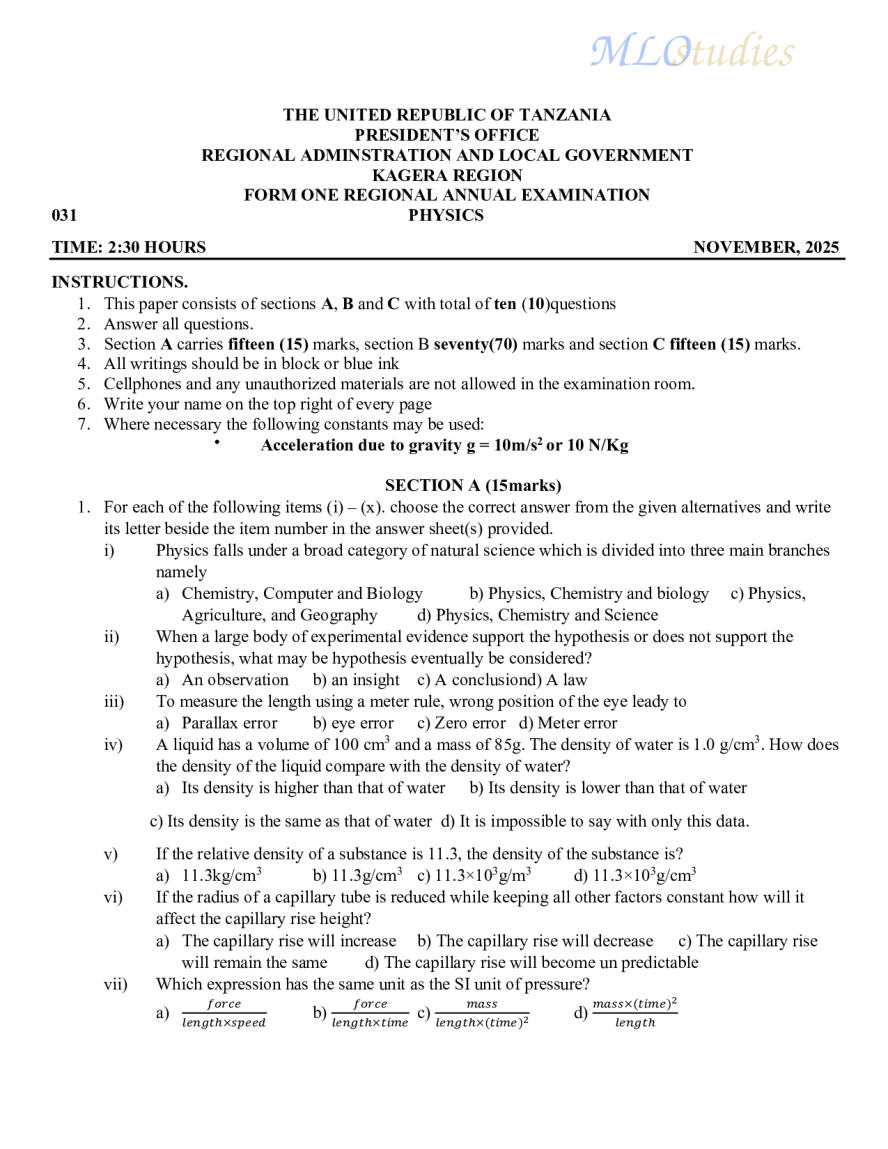 MLOstudies
THE UNITED REPUBLIC OF TANZANIA
PRESIDENT'S OFFICE
REGIONAL ADMINSTRATION AND LOCAL GOVERNMENT
KAGERA REGION
FORM ONE REGIONAL ANNUAL EXAMINATION
031 PHYSICS
TIME: 2:30 HOURS NOVEMBER, 2025
INSTRUCTIONS.
1. This paper consists of sections A, B and C with total of ten (10)questions
2. Answer all questions.
3. Section A carries fifteen (15) marks, section B seventy(70) marks and section C fifteen (15) marks.
4. All writings should be in block or blue ink
5. Cellphones and any unauthorized materials are not allowed in the examination room.
6. Write your name on the top right of every page
7. Where necessary the following constants may be used:
• Acceleration due to gravity g = 10m/s² or 10 N/Kg
SECTION A (15marks)
1. For each of the following items (i) – (x). choose the correct answer from the given alternatives and write
its letter beside the item number in the answer sheet(s) provided.
i) Physics falls under a broad category of natural science which is divided into three main branches
namely
a) Chemistry, Computer and Biology b) Physics, Chemistry and biology c) Physics,
Agriculture, and Geography d) Physics, Chemistry and Science
ii) When a large body of experimental evidence support the hypothesis or does not support the
hypothesis, what may be hypothesis eventually be considered?
a) An observation b) an insight c) A conclusiond) A law
iii) To measure the length using a meter rule, wrong position of the eye leady to
a) Parallax error b) eye error c) Zero error d) Meter error
iv) A liquid has a volume of 100 cm³ and a mass of 85g. The density of water is 1.0 g/cm³. How does
the density of the liquid compare with the density of water?
a) Its density is higher than that of water b) Its density is lower than that of water
c) Its density is the same as that of water d) It is impossible to say with only this data.
v) If the relative density of a substance is 11.3, the density of the substance is?
a) 11.3kg/cm³ b) 11.3g/cm³ c) 11.3×10³g/m³ d) 11.3×10³g/cm³
vi) If the radius of a capillary tube is reduced while keeping all other factors constant how will it
affect the capillary rise height?
a) The capillary rise will increase b) The capillary rise will decrease c) The capillary rise
will remain the same d) The capillary rise will become un predictable
vii) Which expression has the same unit as the SI unit of pressure?
a) force/length×speed b) force/length×time c) mass/length×(time)² d) mass×(time)²/length